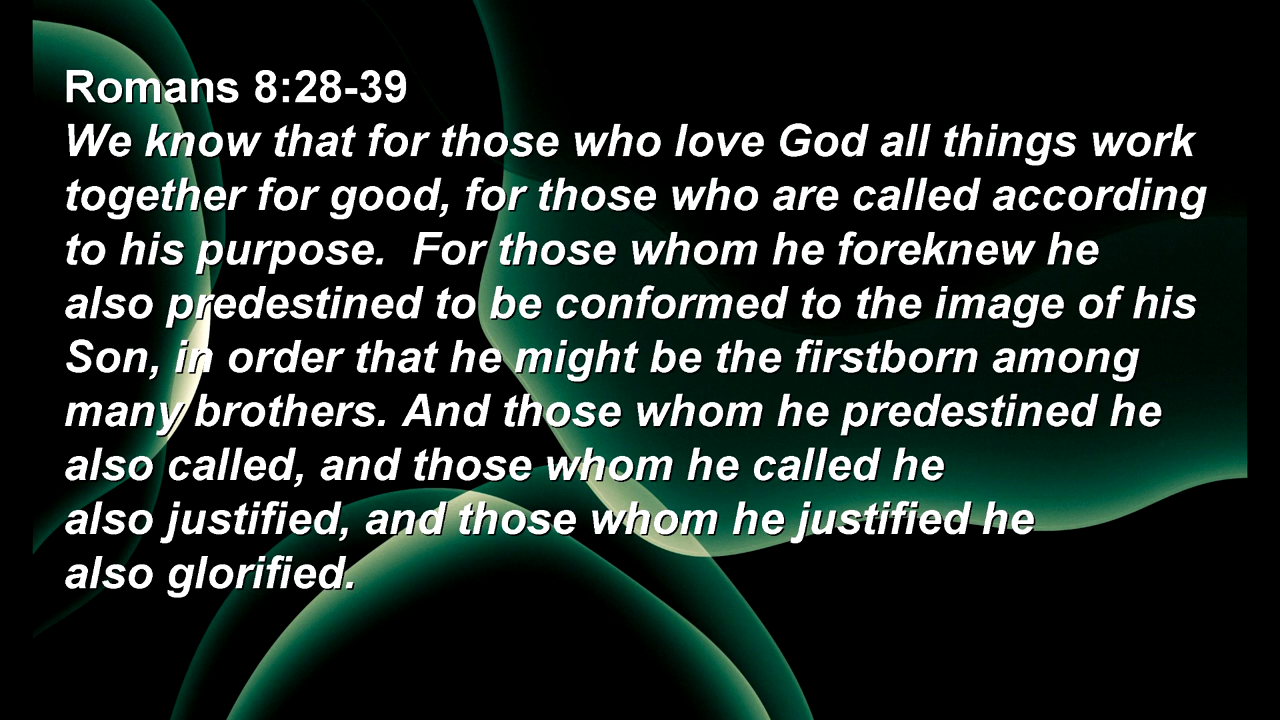 Romans 8:28-39
We know that for those who love God all things work
together for good, for those who are called according
to his purpose.  For those whom he foreknew he
also predestined to be conformed to the image of his
Son, in order that he might be the firstborn among
many brothers. And those whom he predestined he
also called, and those whom he called he
also justified, and those whom he justified he
also glorified.